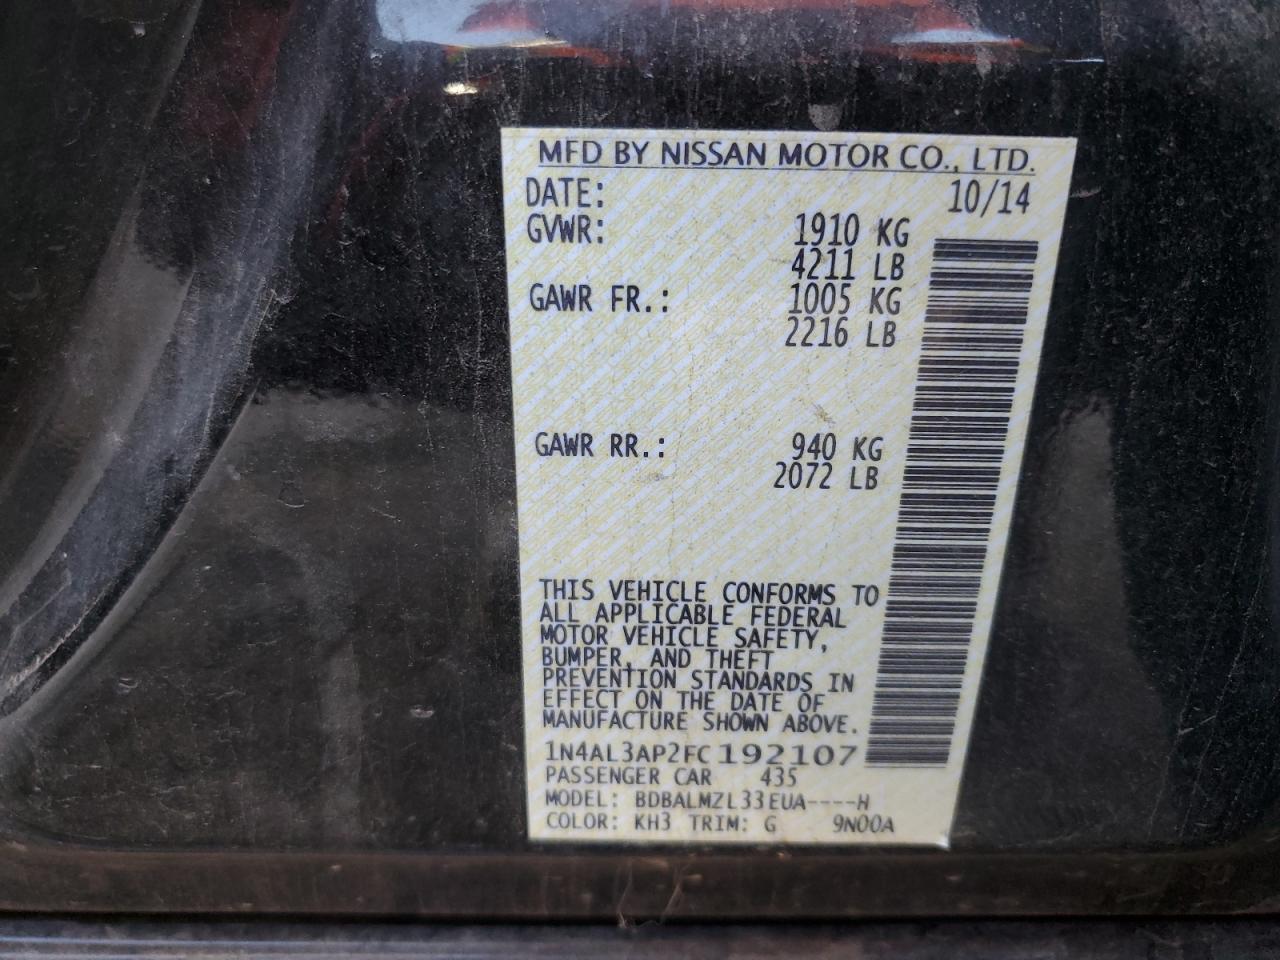 MFD BY NISSAN MOTOR CO., LTD.
DATE: 10/14
GVWR: 1910 KG
4211 LB
GAWR FR.: 1005 KG
2216 LB
GAWR RR.: 940 KG
2072 LB
THIS VEHICLE CONFORMS TO
ALL APPLICABLE FEDERAL
MOTOR VEHICLE SAFETY,
BUMPER, AND THEFT
PREVENTION STANDARDS IN
EFFECT ON THE DATE OF
MANUFACTURE SHOWN ABOVE.
1N4AL3AP2FC192107
PASSENGER CAR 435
MODEL: BDBALMZL33EUA----H
COLOR: KH3 TRIM: G 9N00A